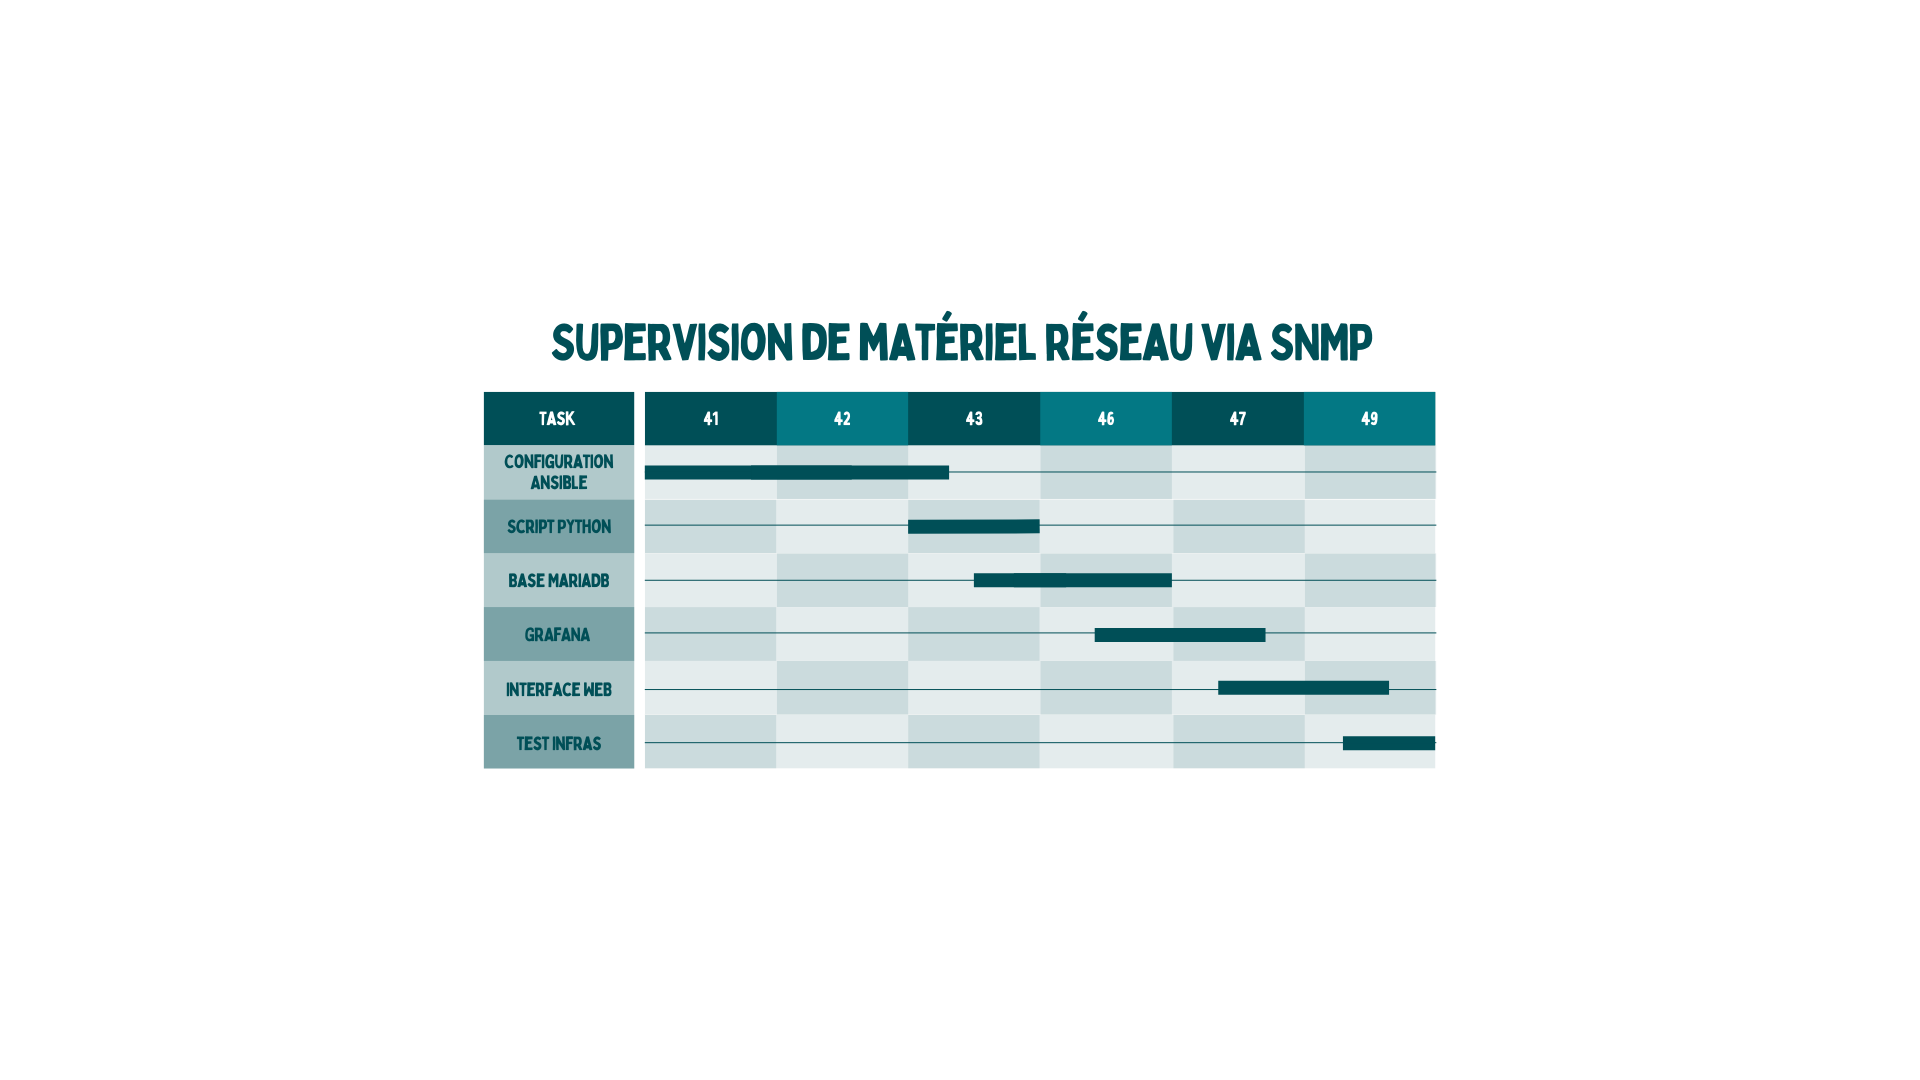 SUPERVISION DE MATÉRIEL RÉSEAU VIA SNMP
TASK 41 42 43 46 47 49
CONFIGURATION
ANSIBLE
SCRIPT PYTHON
BASE MARIADB
GRAFANA
INTERFACE WEB
TEST INFRAS